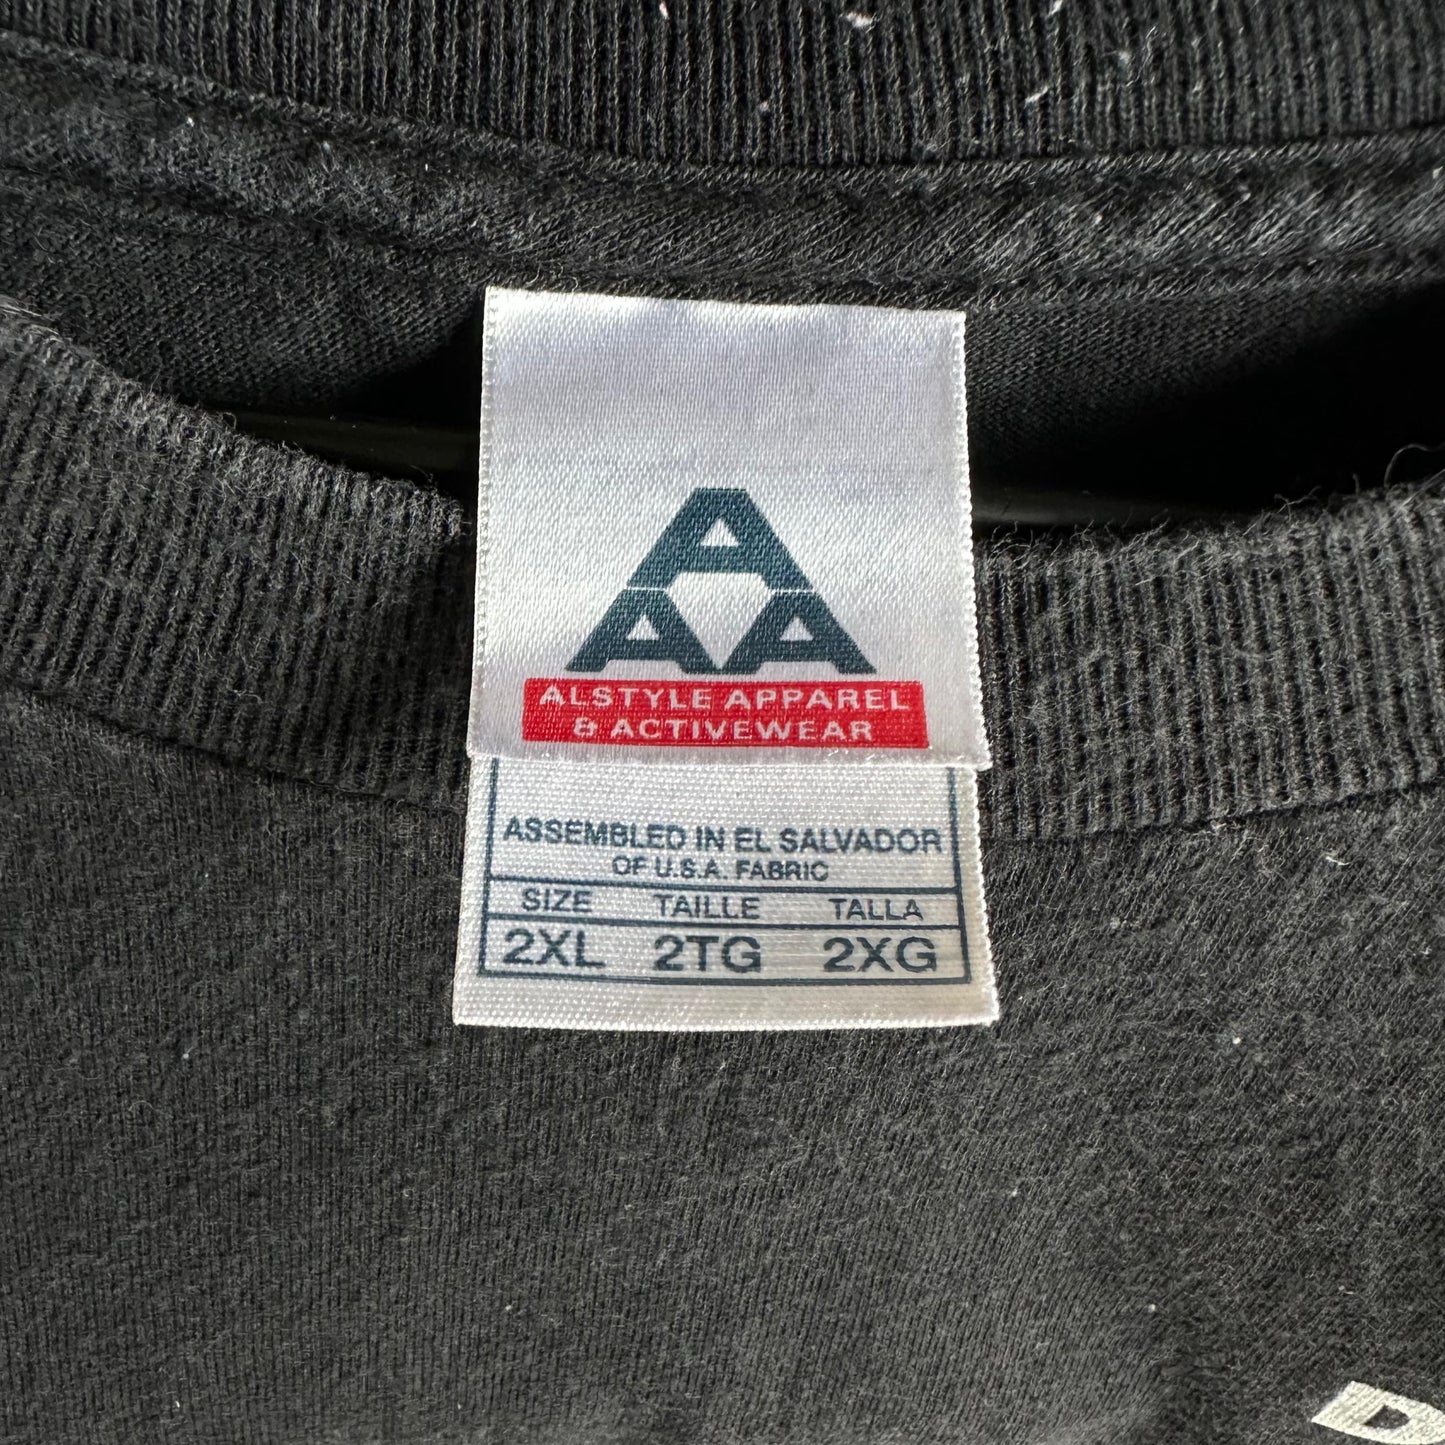 A
A A
ALSTYLE APPAREL
& ACTIVEWEAR
ASSEMBLED IN EL SALVADOR
OF U.S.A. FABRIC
SIZE TAILLE TALLA
2XL 2TG 2XG